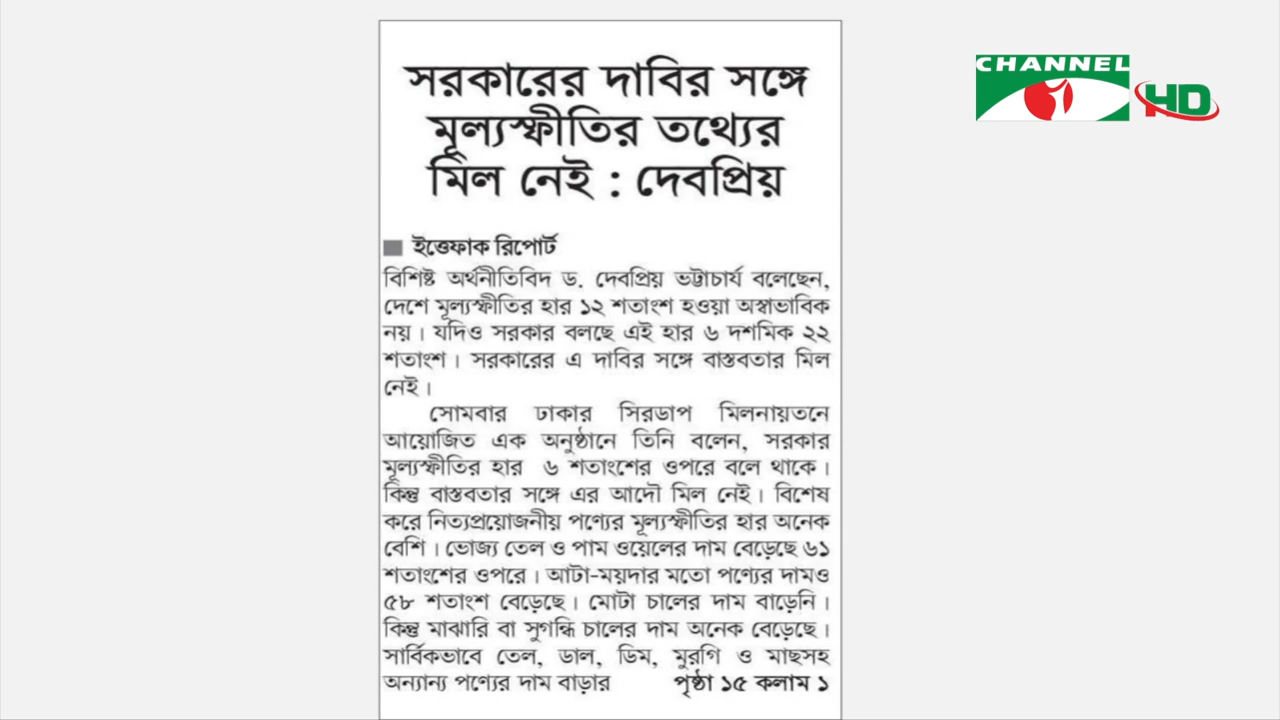 CHANNEL
HD
সরকারের দাবির সঙ্গে
মূল্যস্ফীতির তথ্যের
মিল নেই : দেবপ্রিয়
ইত্তেফাক রিপোর্ট
বিশিষ্ট অর্থনীতিবিদ ড. দেবপ্রিয় ভট্টাচার্য বলেছেন,
দেশে মূল্যস্ফীতির হার ১২ শতাংশ হওয়া অস্বাভাবিক
নয়। যদিও সরকার বলছে এই হার ৬ দশমিক ২২
শতাংশ। সরকারের এ দাবির সঙ্গে বাস্তবতার মিল
নেই।
সোমবার ঢাকার সিরডাপ মিলনায়তনে
আয়োজিত এক অনুষ্ঠানে তিনি বলেন, সরকার
মূল্যস্ফীতির হার ৬ শতাংশের ওপরে বলে থাকে।
কিন্তু বাস্তবতার সঙ্গে এর আদৌ মিল নেই। বিশেষ
করে নিত্যপ্রয়োজনীয় পণ্যের মূল্যস্ফীতির হার অনেক
বেশি। ভোজ্য তেল ও পাম ওয়েলের দাম বেড়েছে ৬১
শতাংশের ওপরে। আটা-ময়দার মতো পণ্যের দামও
৫৮ শতাংশ বেড়েছে। মোটা চালের দাম বাড়েনি।
কিন্তু মাঝারি বা সুগন্ধি চালের দাম অনেক বেড়েছে।
সার্বিকভাবে তেল, ডাল, ডিম, মুরগি ও মাছসহ
অন্যান্য পণ্যের দাম বাড়ার পৃষ্ঠা ১৫ কলাম ১